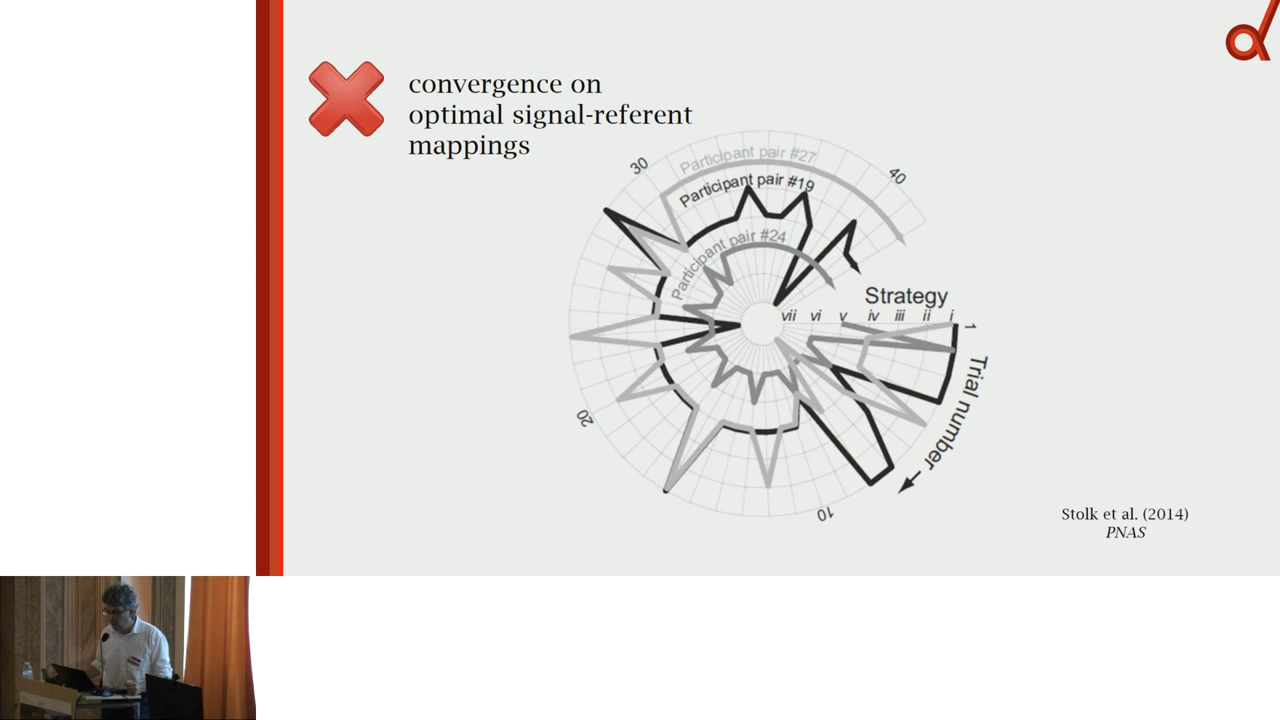 convergence on
optimal signal-referent
mappings
30
40
Participant pair #27
Participant pair #19
Participant pair #24
Strategy
vii vi v iv iii ii i
1
Trial number
20
10
Stolk et al. (2014)
PNAS